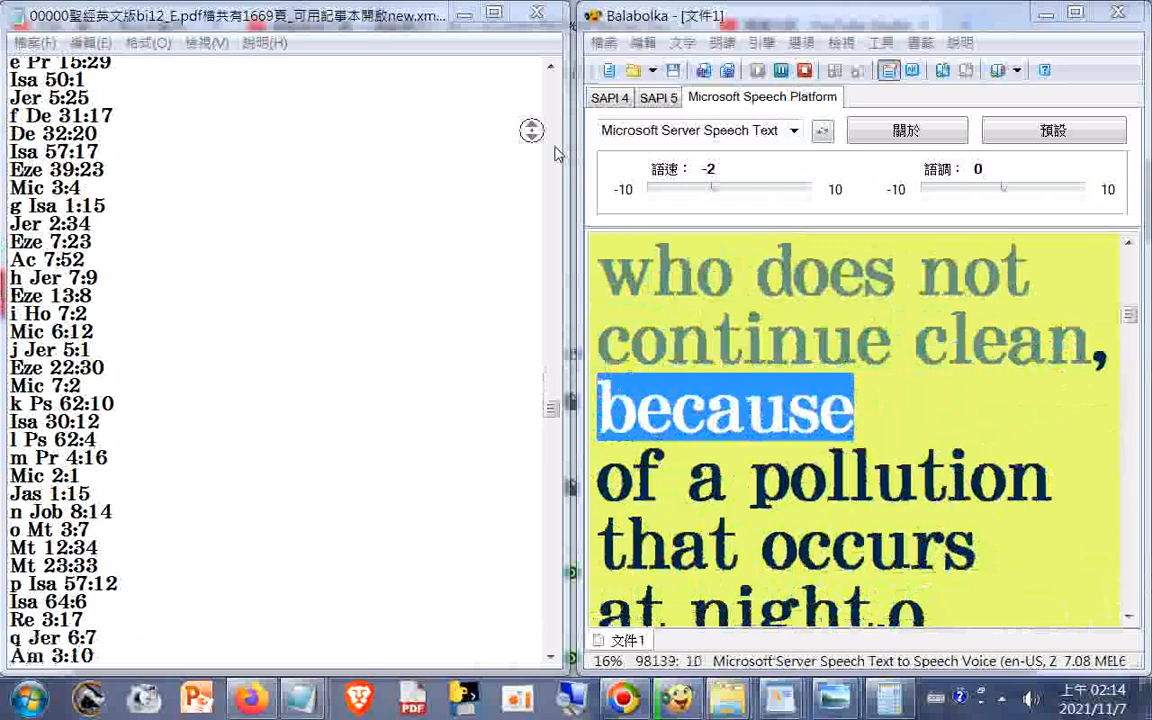 00000聖經英文版bi12_E.pdf檔共有1669頁_可用記事本開啟new.xm...
檔案(F) 編輯(E) 格式(O) 檢視(V) 說明(H)
e Pr 15:29
Isa 50:1
Jer 5:25
f De 31:17
De 32:20
Isa 57:17
Eze 39:23
Mic 3:4
g Isa 1:15
Jer 2:34
Eze 7:23
Ac 7:52
h Jer 7:9
Eze 13:8
i Ho 7:2
Mic 6:12
j Jer 5:1
Eze 22:30
Mic 7:2
k Ps 62:10
Isa 30:12
l Ps 62:4
m Pr 4:16
Mic 2:1
Jas 1:15
n Job 8:14
o Mt 3:7
Mt 12:34
Mt 23:33
p Isa 57:12
Isa 64:6
Re 3:17
q Jer 6:7
Am 3:10
Balabolka - [文件1]
檔案 編輯 文字 朗讀 引擎 選項 檢視 工具 書籤 說明
SAPI 4 SAPI 5 Microsoft Speech Platform
Microsoft Server Speech Text 關於 預設
語速： -2 語調： 0
-10 10 -10 10
who does not
continue clean,
because
of a pollution
that occurs
at night,o
文件1
16% 98139: 10 Microsoft Server Speech Text to Speech Voice (en-US, Z 7.08 МБ
PDF
上午 02:14
2021/11/7